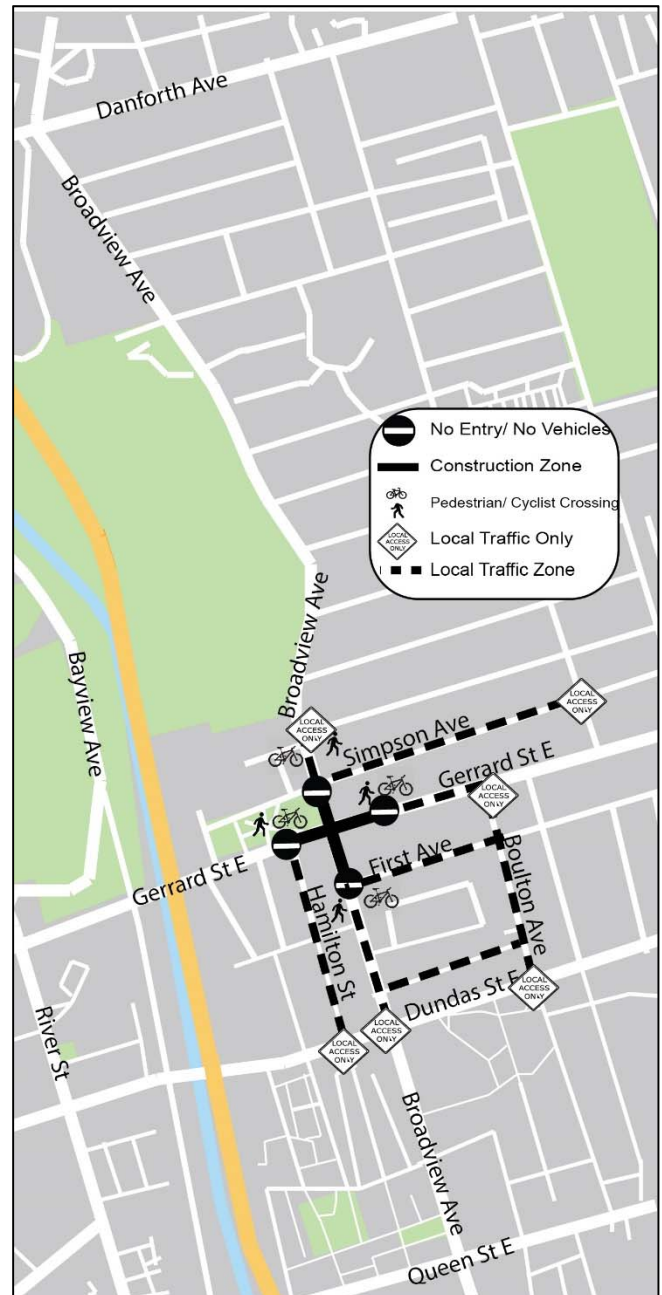 Danforth Ave
Broadview Ave
No Entry/ No Vehicles
Construction Zone
Pedestrian/ Cyclist Crossing
LOCAL
ACCESS
ONLY
Local Traffic Only
Local Traffic Zone
Broadview Ave
Bayview Ave
LOCAL
ACCESS
ONLY
LOCAL
ACCESS
ONLY
Simpson Ave
Gerrard St E
LOCAL
ACCESS
ONLY
First Ave
Boulton Ave
Gerrard St E
Hamilton St
LOCAL
ACCESS
ONLY
Dundas St E
River St
LOCAL
ACCESS
ONLY
LOCAL
ACCESS
ONLY
Broadview Ave
Queen St E